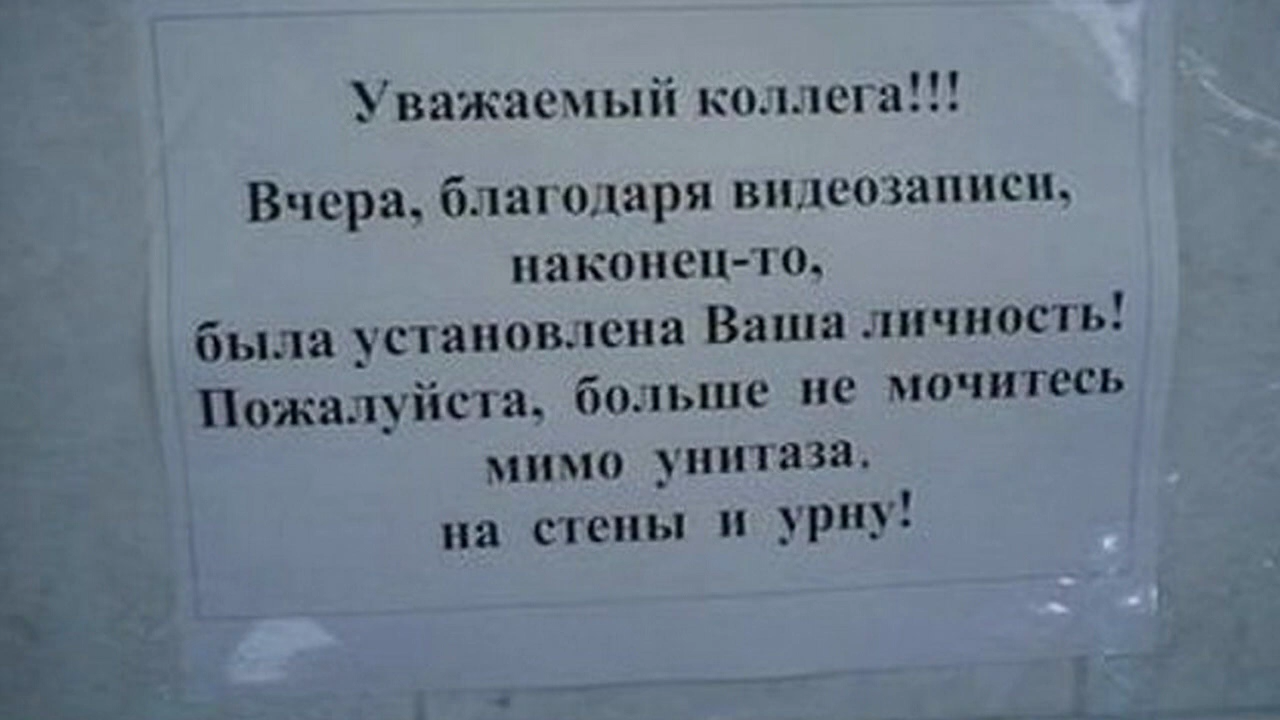 Уважаемый коллега!!!
Вчера, благодаря видеозаписи,
наконец-то,
была установлена Ваша личность!
Пожалуйста, больше не мочитесь
мимо унитаза,
на стены и урну!